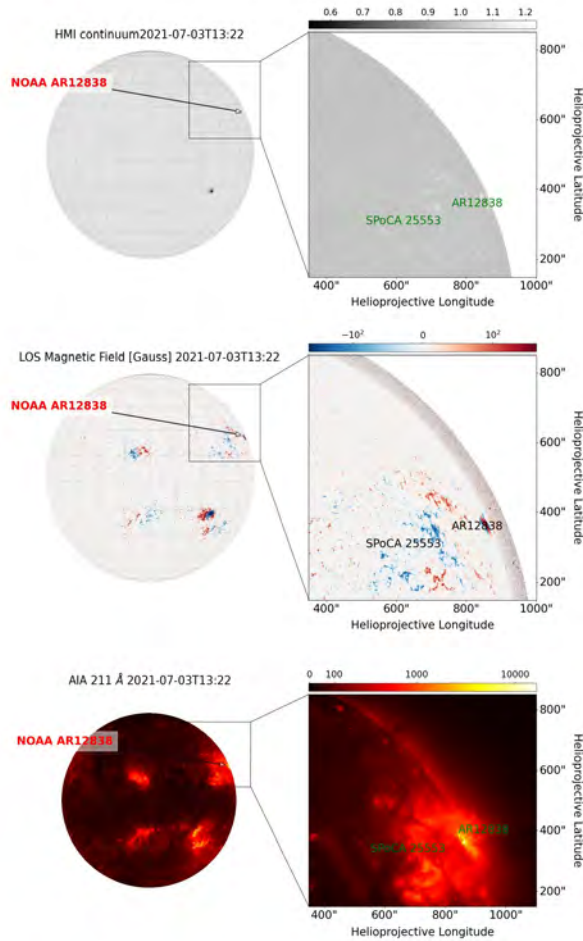 HMI continuum2021-07-03T13:22
NOAA AR12838
0.6 0.7 0.8 0.9 1.0 1.1 1.2
800"
600"
400"
200"
Helioprojective Latitude
AR12838
SPoCA 25553
400" 600" 800" 1000"
Helioprojective Longitude
LOS Magnetic Field [Gauss] 2021-07-03T13:22
NOAA AR12838
−10² 0 10²
800"
600"
400"
200"
Helioprojective Latitude
AR12838
SPoCA 25553
400" 600" 800" 1000"
Helioprojective Longitude
AIA 211 Å 2021-07-03T13:22
NOAA AR12838
0 100 1000 10000
800"
600"
400"
200"
Helioprojective Latitude
AR12838
SPoCA 25553
400" 600" 800" 1000"
Helioprojective Longitude